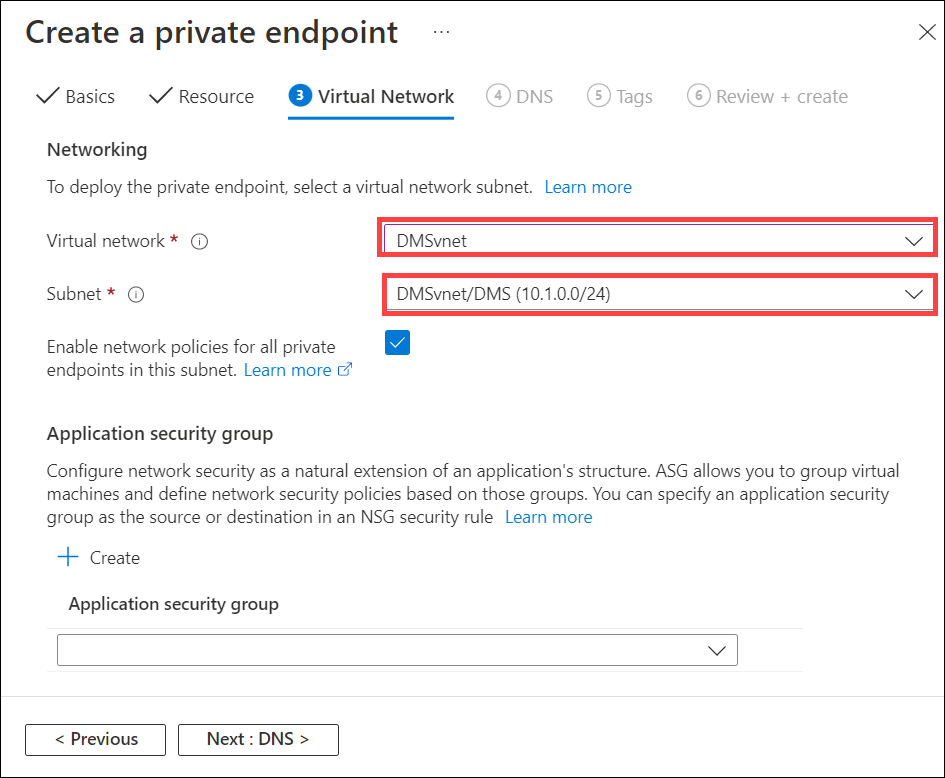 Create a private endpoint ...
Basics Resource 3 Virtual Network 4 DNS 5 Tags 6 Review + create
Networking
To deploy the private endpoint, select a virtual network subnet. Learn more
Virtual network * DMSvnet
Subnet * DMSvnet/DMS (10.1.0.0/24)
Enable network policies for all private
endpoints in this subnet. Learn more
Application security group
Configure network security as a natural extension of an application's structure. ASG allows you to group virtual
machines and define network security policies based on those groups. You can specify an application security
group as the source or destination in an NSG security rule Learn more
+ Create
Application security group
< Previous Next : DNS >